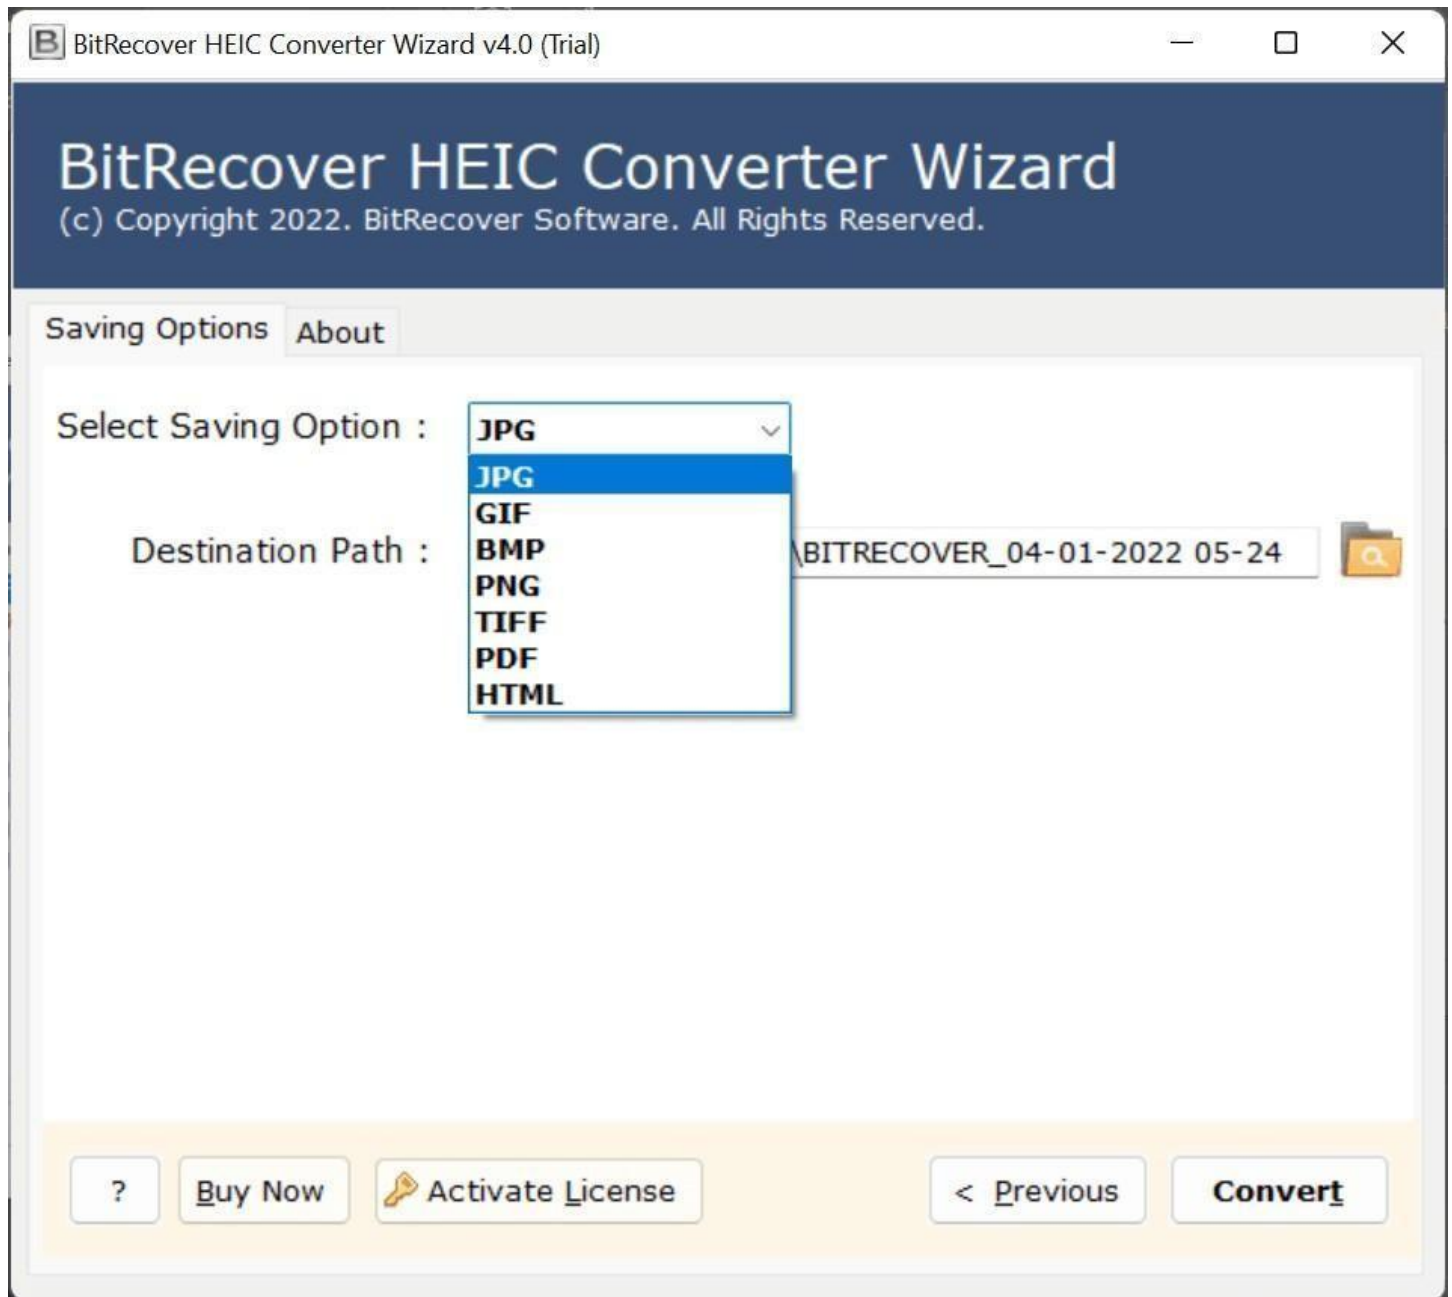 BitRecover HEIC Converter Wizard v4.0 (Trial)
BitRecover HEIC Converter Wizard
(c) Copyright 2022. BitRecover Software. All Rights Reserved.
Saving Options About
Select Saving Option : JPG
JPG
GIF
Destination Path : BMP \BITRECOVER_04-01-2022 05-24
PNG
TIFF
PDF
HTML
? Buy Now Activate License < Previous Convert